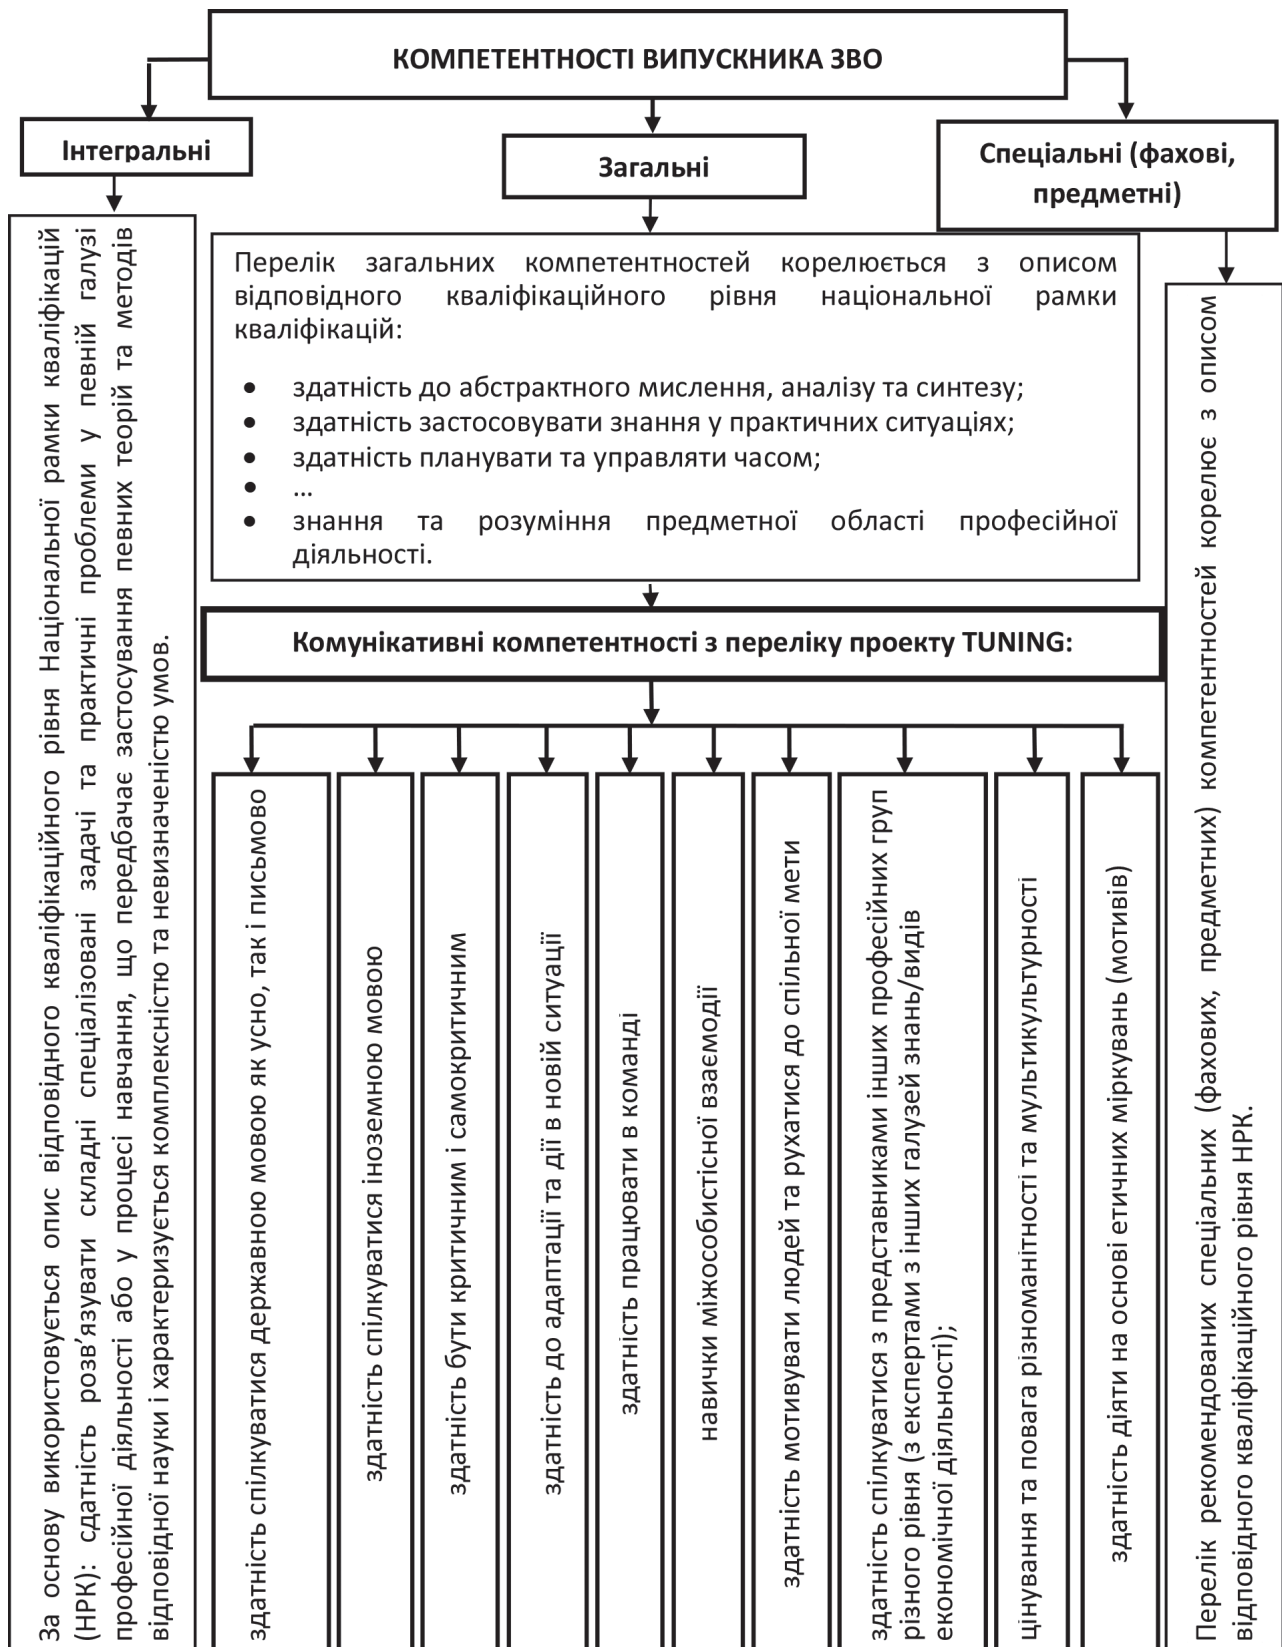 КОМПЕТЕНТНОСТІ ВИПУСКНИКА ЗВО
Інтегральні
Загальні
Спеціальні (фахові,
предметні)
За основу використовується опис відповідного кваліфікаційного рівня Національної рамки кваліфікацій
(НРК): сдатність розв’язувати складні спеціалізовані задачі та практичні проблеми у певній галузі
професійної діяльності або у процесі навчання, що передбачає застосування певних теорій та методів
відповідної науки і характеризується комплексністю та невизначеністю умов.
Перелік загальних компетентностей корелюється з описом
відповідного кваліфікаційного рівня національної рамки
кваліфікацій:
• здатність до абстрактного мислення, аналізу та синтезу;
• здатність застосовувати знання у практичних ситуаціях;
• здатність планувати та управляти часом;
• ...
• знання та розуміння предметної області професійної
діяльності.
Комунікативні компетентності з переліку проекту TUNING:
здатність спілкуватися державною мовою як усно, так і письмово
здатність спілкуватися іноземною мовою
здатність бути критичним і самокритичним
здатність до адаптації та дії в новій ситуації
здатність працювати в команді
навички міжособистісної взаємодії
здатність мотивувати людей та рухатися до спільної мети
здатність спілкуватися з представниками інших професійних груп
різного рівня (з експертами з інших галузей знань/видів
економічної діяльності);
цінування та повага різноманітності та мультикультурності
здатність діяти на основі етичних міркувань (мотивів)
Перелік рекомендованих спеціальних (фахових, предметних) компетентностей корелює з описом
відповідного кваліфікаційного рівня НРК.